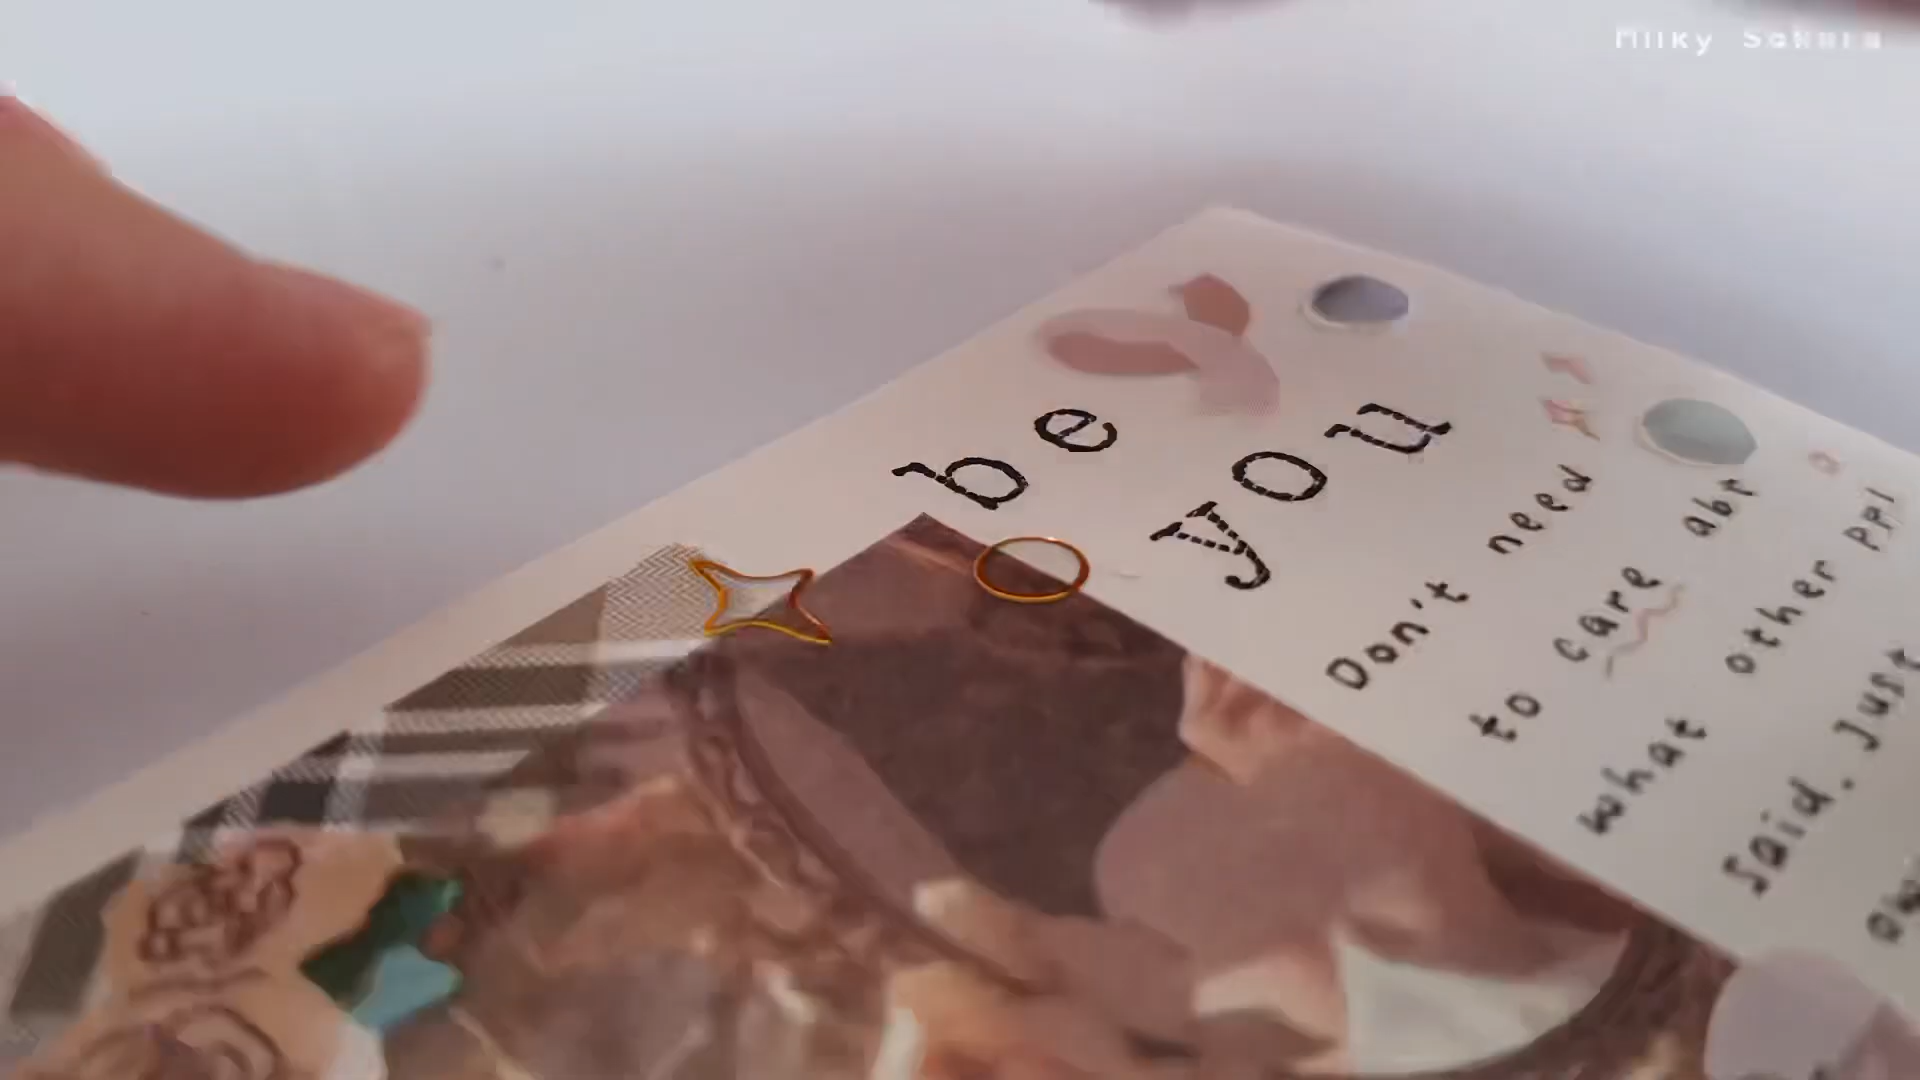 Milky Sakura
be
you
Don't need
to care abt
what other ppl
said. Just